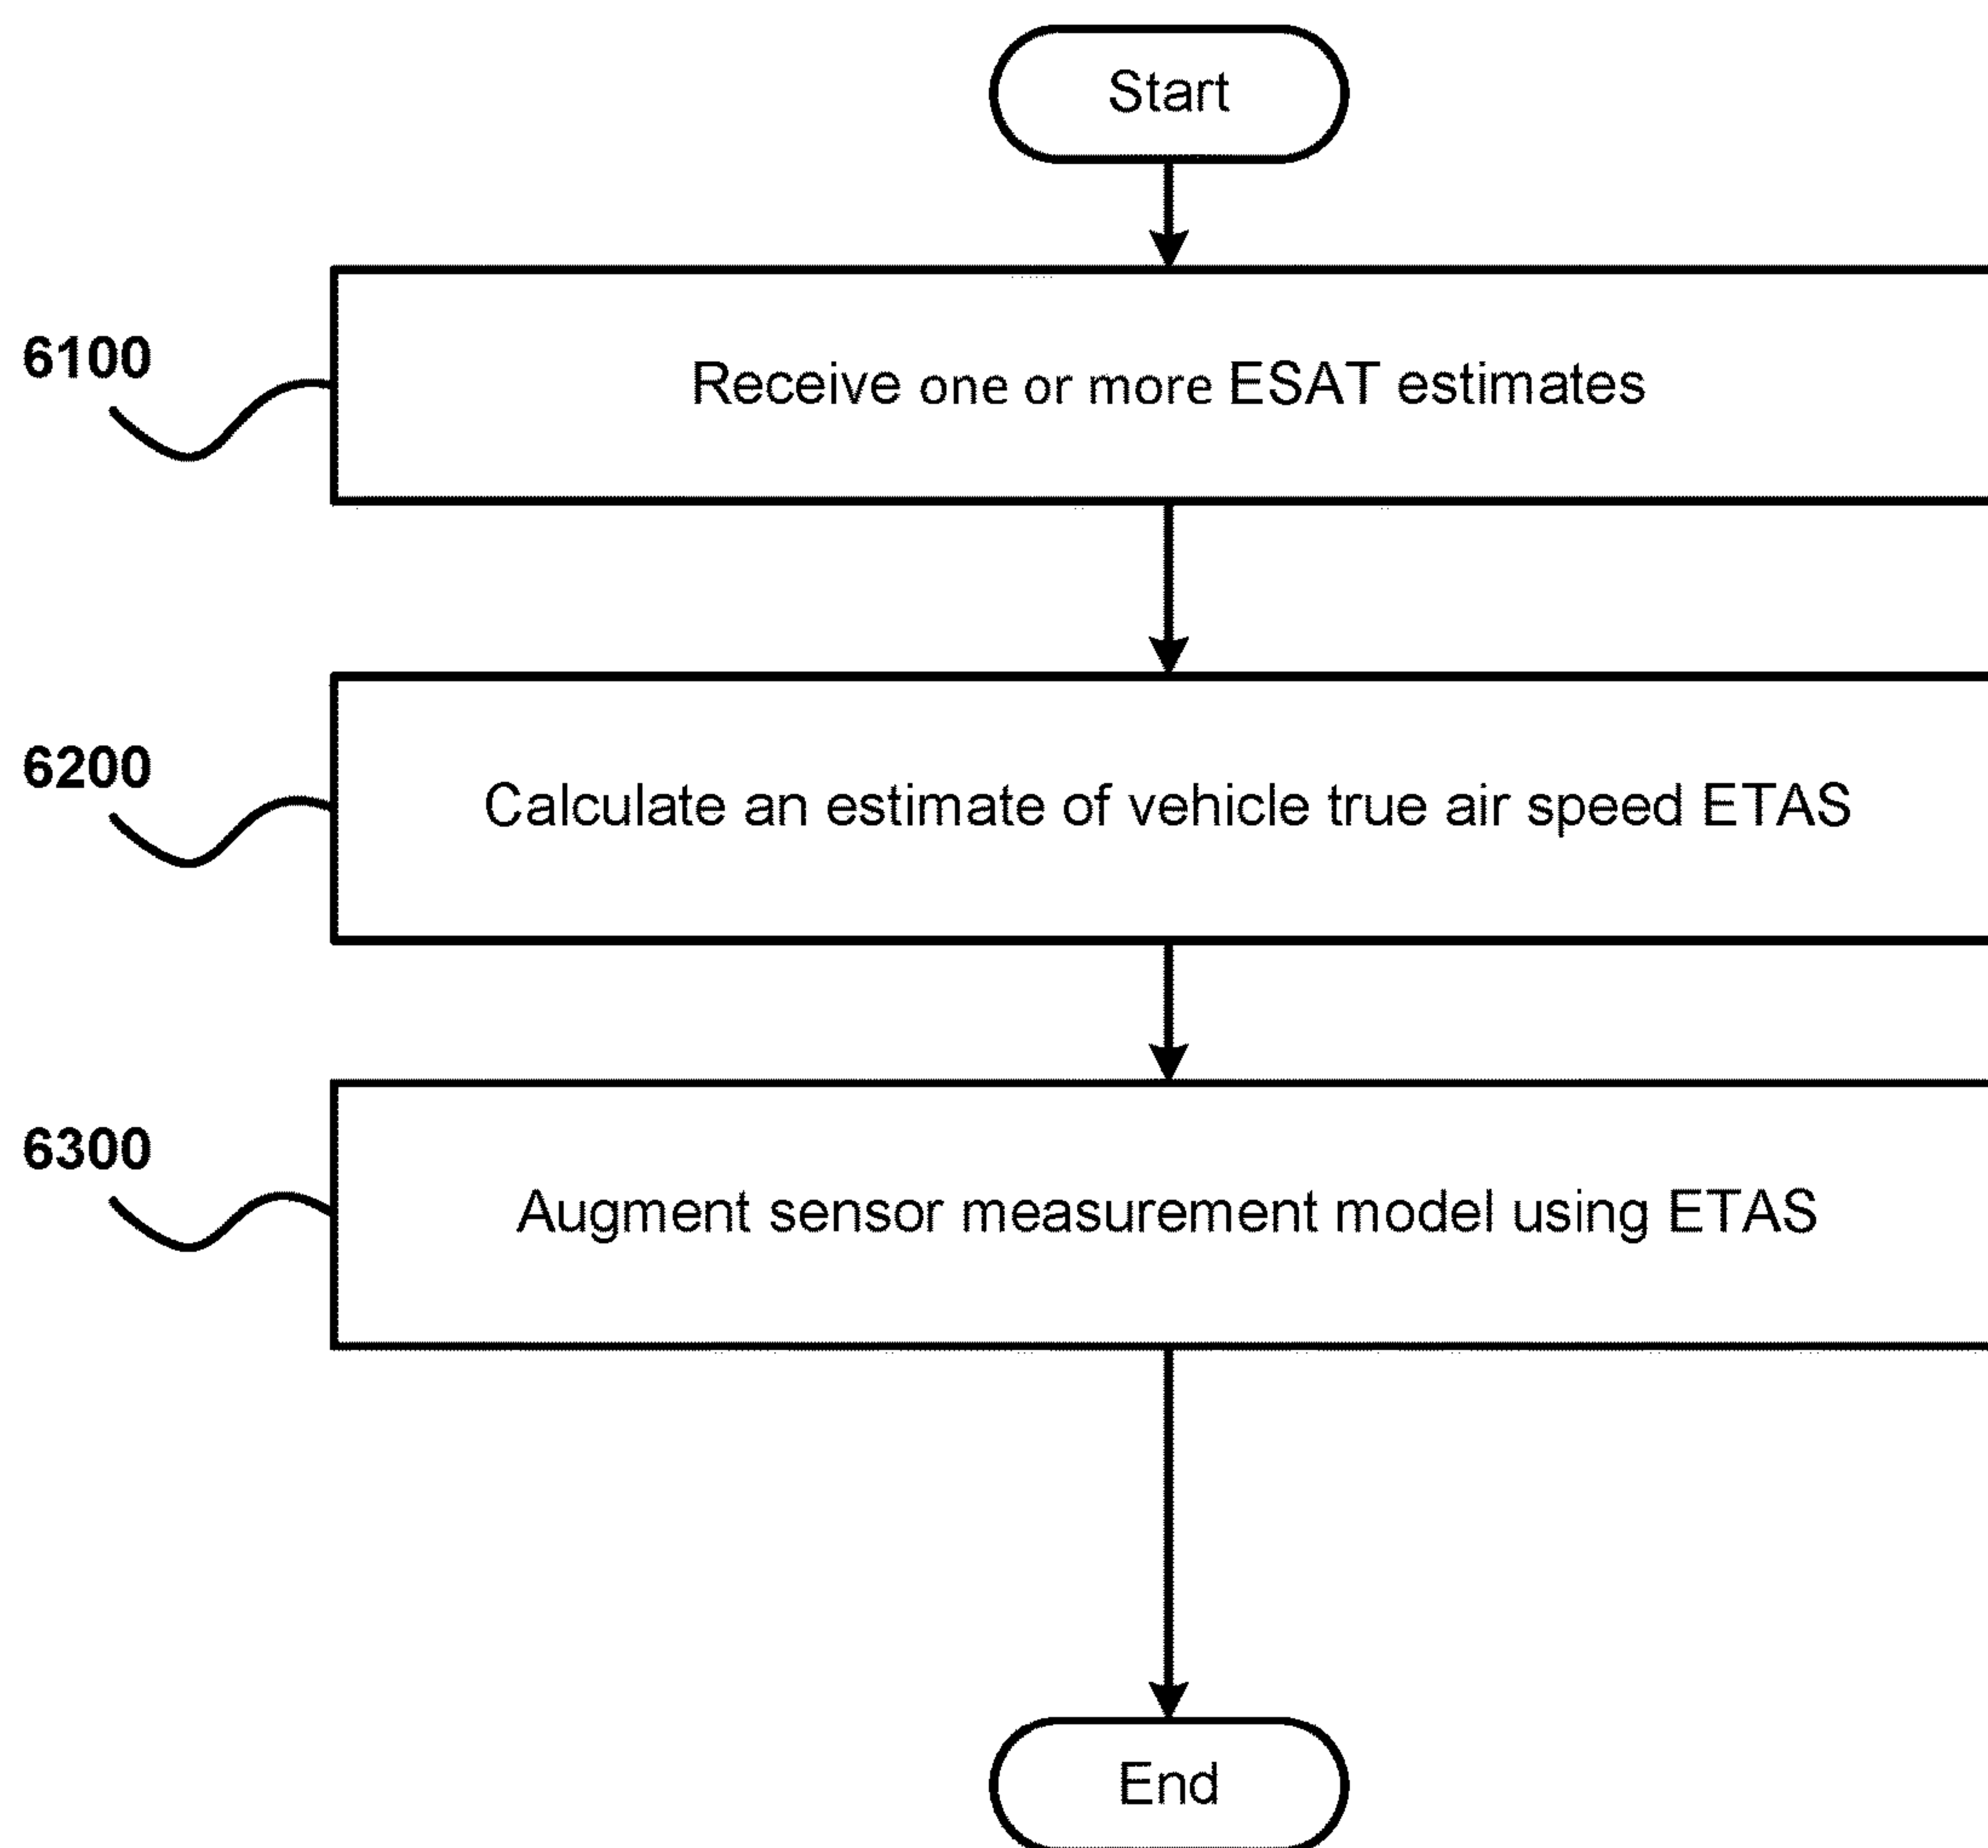 Start
6100
Receive one or more ESAT estimates
6200
Calculate an estimate of vehicle true air speed ETAS
6300
Augment sensor measurement model using ETAS
End